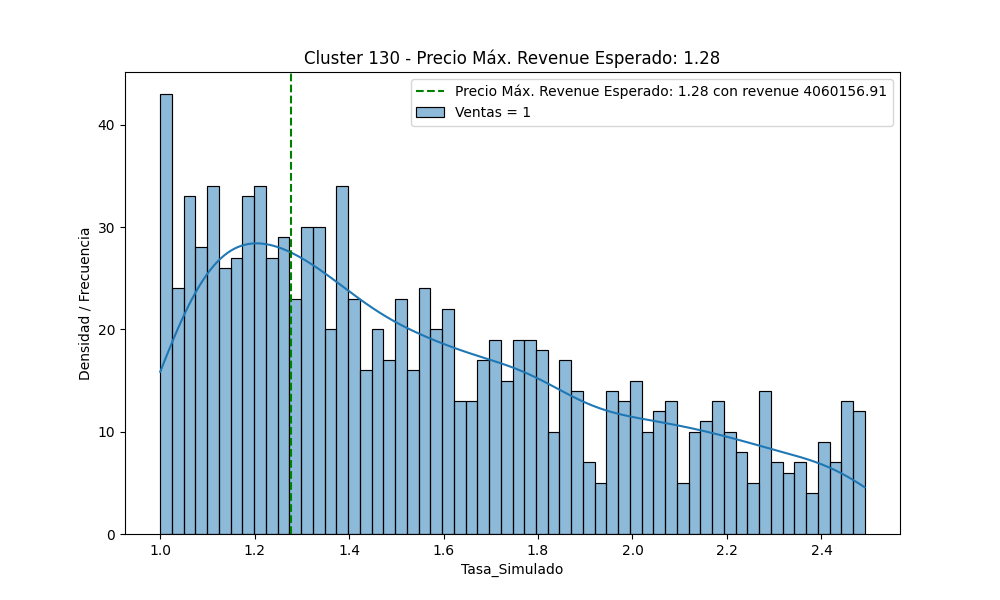 Cluster 130 - Precio Máx. Revenue Esperado: 1.28
Precio Máx. Revenue Esperado: 1.28 con revenue 4060156.91
Ventas = 1
Densidad / Frecuencia
40
30
20
10
0
1.0 1.2 1.4 1.6 1.8 2.0 2.2 2.4
Tasa_Simulado